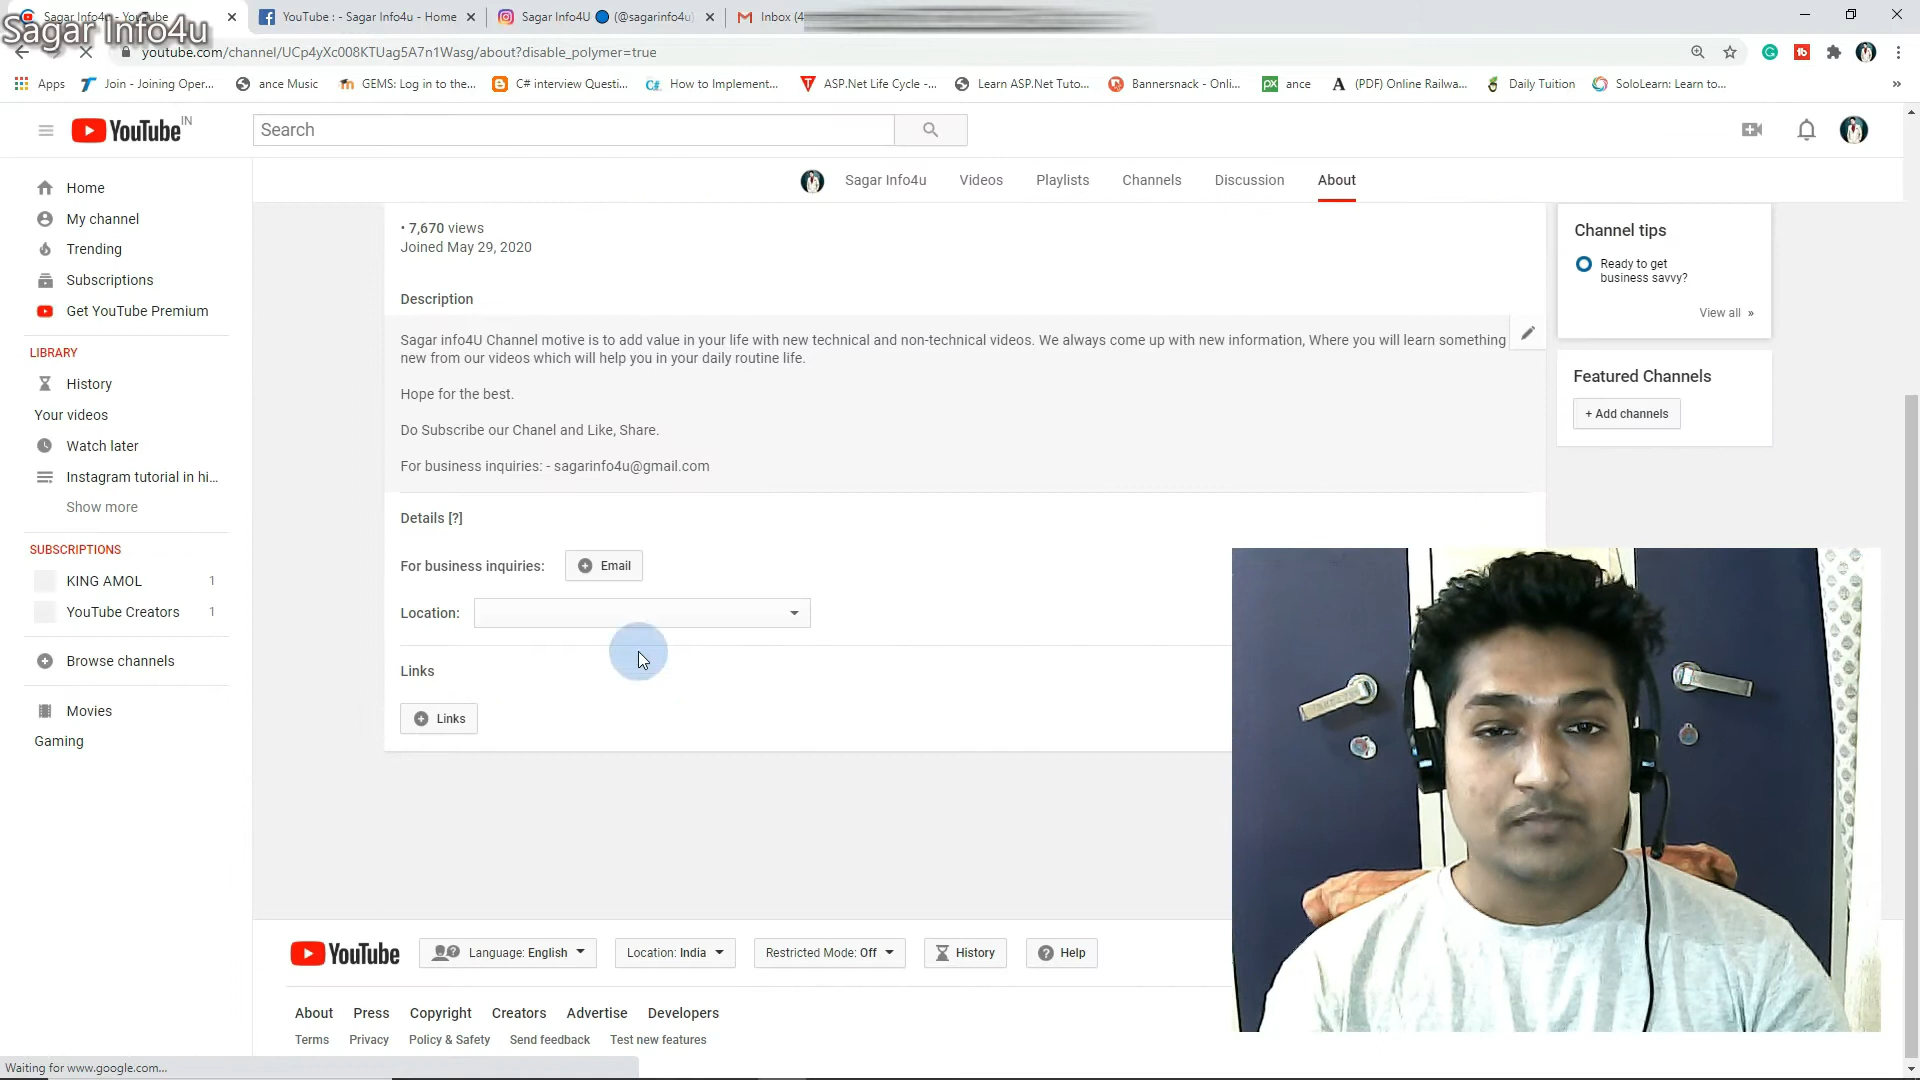 Sagar Info4u - YouTube
YouTube : - Sagar Info4u - Home
Sagar Info4U 🔵 (@sagarinfo4u)
Inbox (4
Sagar Info4u
youtube.com/channel/UCp4yXc008KTUag5A7n1Wasg/about?disable_polymer=true
Apps
Join - Joining Oper...
ance Music
GEMS: Log in to the...
C# interview Questi...
How to Implement...
ASP.Net Life Cycle -...
Learn ASP.Net Tuto...
Bannersnack - Onli...
ance
(PDF) Online Railwa...
Daily Tuition
SoloLearn: Learn to...
YouTube IN
Search
Sagar Info4u
Videos
Playlists
Channels
Discussion
About
Home
My channel
Trending
Subscriptions
Get YouTube Premium
LIBRARY
History
Your videos
Watch later
Instagram tutorial in hi...
Show more
SUBSCRIPTIONS
KING AMOL 1
YouTube Creators 1
Browse channels
Movies
Gaming
• 7,670 views
Joined May 29, 2020
Description
Sagar info4U Channel motive is to add value in your life with new technical and non-technical videos. We always come up with new information, Where you will learn something
new from our videos which will help you in your daily routine life.
Hope for the best.
Do Subscribe our Chanel and Like, Share.
For business inquiries: - sagarinfo4u@gmail.com
Details [?]
For business inquiries: Email
Location:
Links
Links
Channel tips
Ready to get
business savvy?
View all »
Featured Channels
+ Add channels
YouTube
Language: English
Location: India
Restricted Mode: Off
History
Help
About
Press
Copyright
Creators
Advertise
Developers
Terms
Privacy
Policy & Safety
Send feedback
Test new features
Waiting for www.google.com...